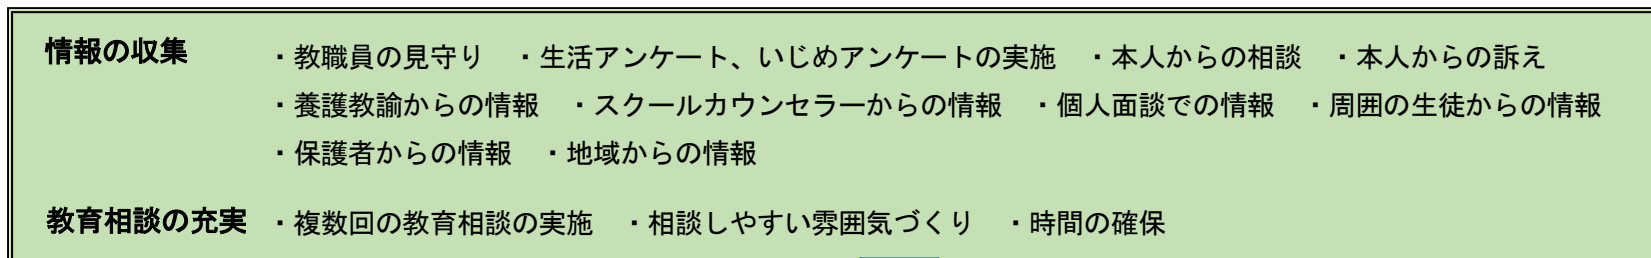 情報の収集 ・教職員の見守り ・生活アンケート、いじめアンケートの実施 ・本人からの相談 ・本人からの訴え
・養護教諭からの情報 ・スクールカウンセラーからの情報 ・個人面談での情報 ・周囲の生徒からの情報
・保護者からの情報 ・地域からの情報
教育相談の充実 ・複数回の教育相談の実施 ・相談しやすい雰囲気づくり ・時間の確保